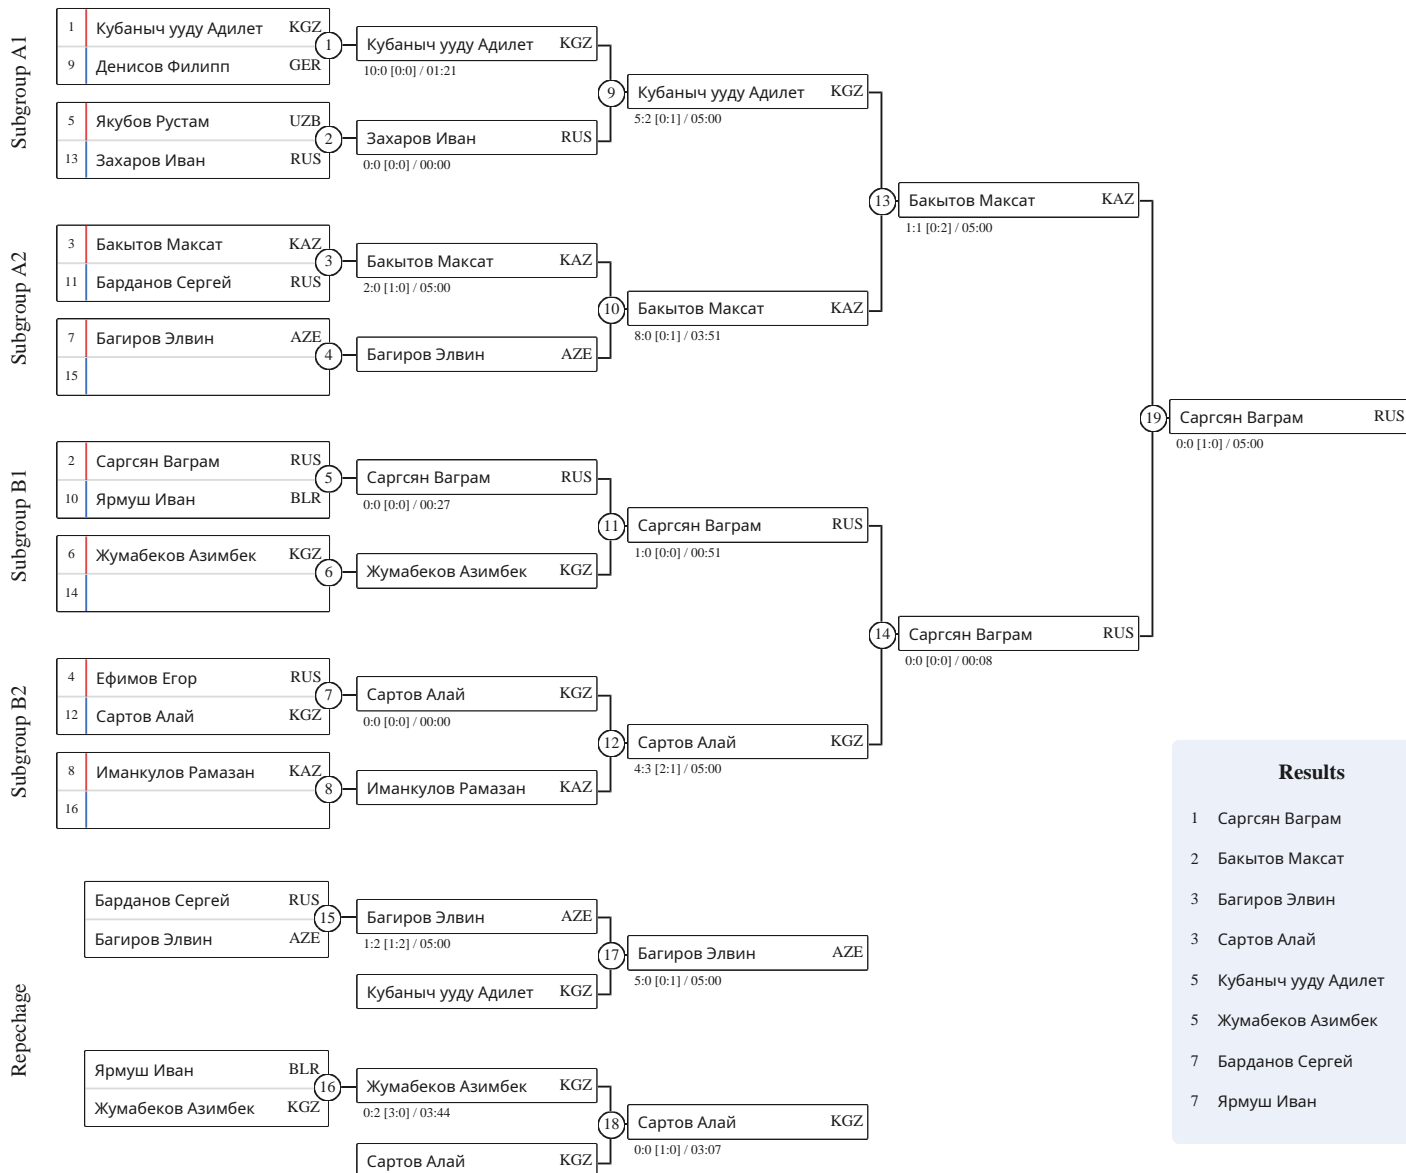 Subgroup A1
1 Кубаныч ууду Адилет KGZ
9 Денисов Филипп GER
1
Кубаныч ууду Адилет KGZ
10:0 [0:0] / 01:21
5 Якубов Рустам UZB
13 Захаров Иван RUS
2
Захаров Иван RUS
0:0 [0:0] / 00:00
9
Кубаныч ууду Адилет KGZ
5:2 [0:1] / 05:00
Subgroup A2
3 Бакытов Максат KAZ
11 Барданов Сергей RUS
3
Бакытов Максат KAZ
2:0 [1:0] / 05:00
7 Багиров Элвин AZE
15
4
Багиров Элвин AZE
10
Бакытов Максат KAZ
8:0 [0:1] / 03:51
13
Бакытов Максат KAZ
1:1 [0:2] / 05:00
Subgroup B1
2 Саргсян Ваграм RUS
10 Ярмуш Иван BLR
5
Саргсян Ваграм RUS
0:0 [0:0] / 00:27
6 Жумабеков Азимбек KGZ
14
6
Жумабеков Азимбек KGZ
11
Саргсян Ваграм RUS
1:0 [0:0] / 00:51
Subgroup B2
4 Ефимов Егор RUS
12 Сартов Алай KGZ
7
Сартов Алай KGZ
0:0 [0:0] / 00:00
8 Иманкулов Рамазан KAZ
16
8
Иманкулов Рамазан KAZ
12
Сартов Алай KGZ
4:3 [2:1] / 05:00
14
Саргсян Ваграм RUS
0:0 [0:0] / 00:08
19
Саргсян Ваграм RUS
0:0 [1:0] / 05:00
Repechage
Барданов Сергей RUS
Багиров Элвин AZE
15
Багиров Элвин AZE
1:2 [1:2] / 05:00
Кубаныч ууду Адилет KGZ
17
Багиров Элвин AZE
5:0 [0:1] / 05:00
Ярмуш Иван BLR
Жумабеков Азимбек KGZ
16
Жумабеков Азимбек KGZ
0:2 [3:0] / 03:44
Сартов Алай KGZ
18
Сартов Алай KGZ
0:0 [1:0] / 03:07
Results
1 Саргсян Ваграм
2 Бакытов Максат
3 Багиров Элвин
3 Сартов Алай
5 Кубаныч ууду Адилет
5 Жумабеков Азимбек
7 Барданов Сергей
7 Ярмуш Иван